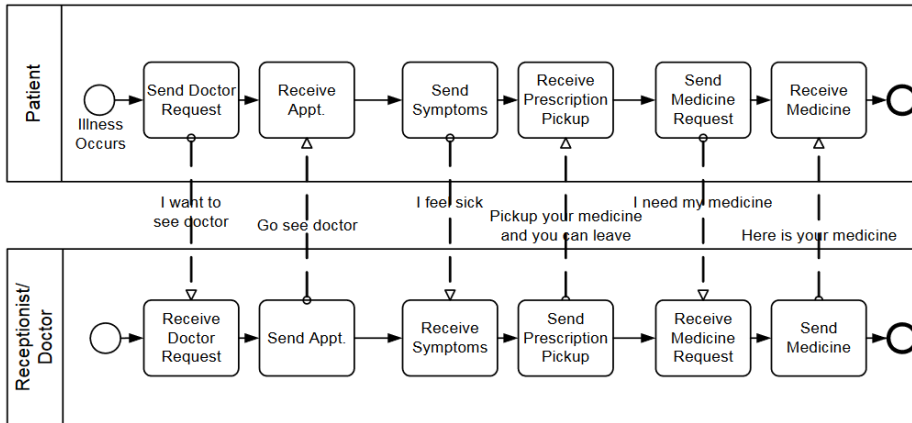 Patient
Illness
Occurs
Send Doctor
Request
Receive
Appt.
Send
Symptoms
Receive
Prescription
Pickup
Send
Medicine
Request
Receive
Medicine
I want to
see doctor
Go see doctor
I feel sick
Pickup your medicine
and you can leave
I need my medicine
Here is your medicine
Receptionist/
Doctor
Receive
Doctor
Request
Send Appt.
Receive
Symptoms
Send
Prescription
Pickup
Receive
Medicine
Request
Send
Medicine